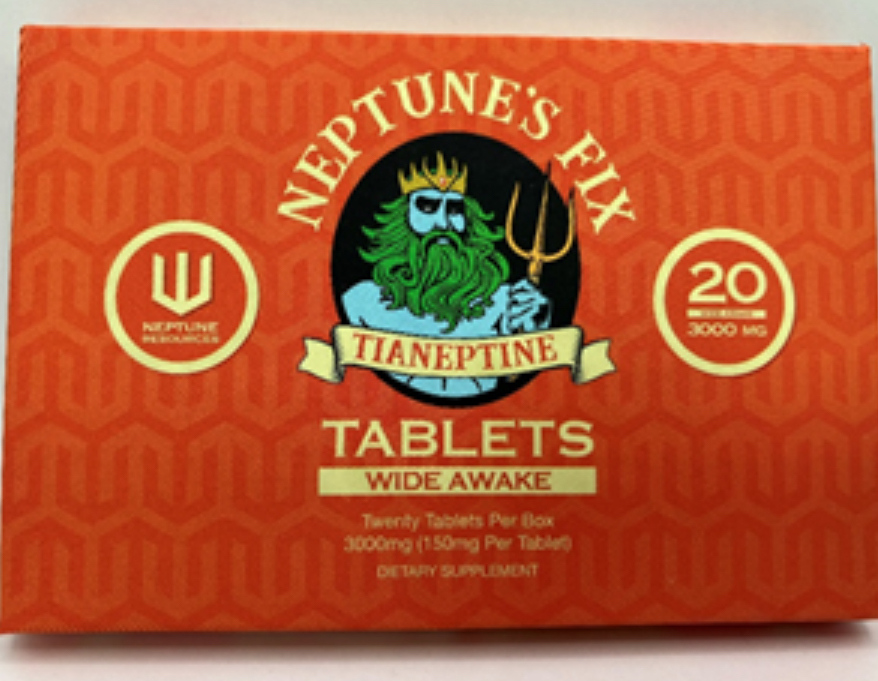 NEPTUNE'S FIX
NEPTUNE
RESOURCES
20
3000 MG
TIANEPTINE
TABLETS
WIDE AWAKE
Twenty Tablets Per Box
3000mg (150mg Per Tablet)
DIETARY SUPPLEMENT